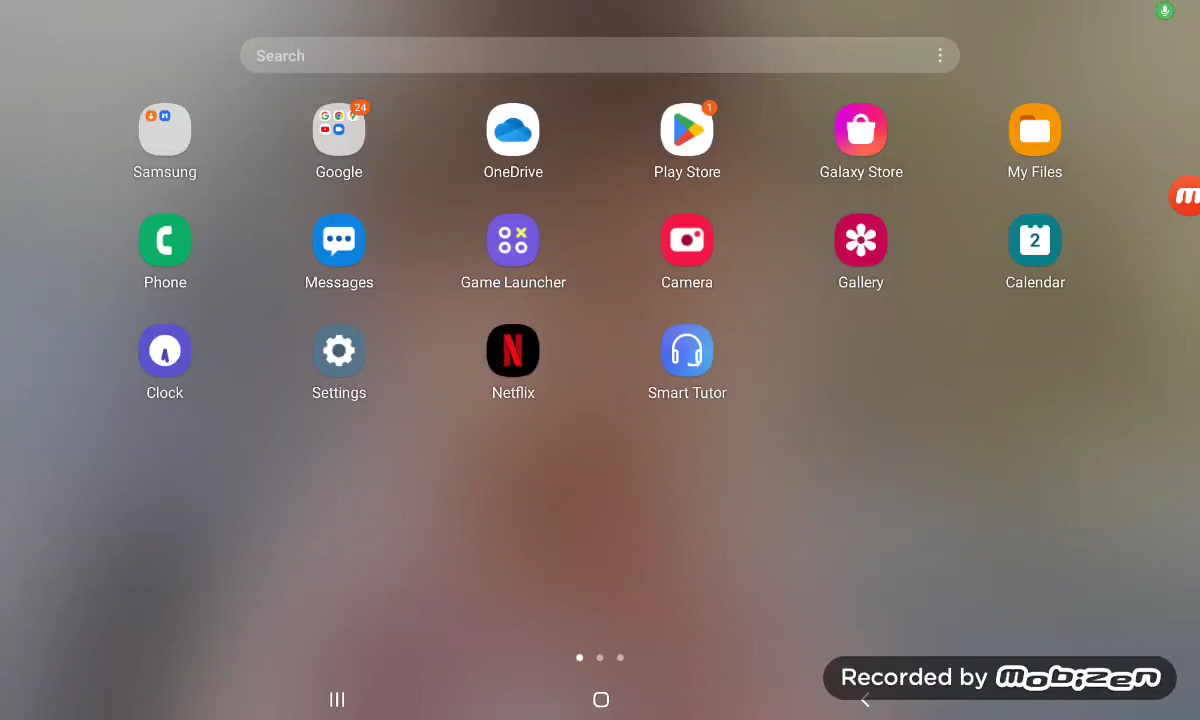 Search
24
1
Samsung
Google
OneDrive
Play Store
Galaxy Store
My Files
2
Phone
Messages
Game Launcher
Camera
Gallery
Calendar
N
Clock
Settings
Netflix
Smart Tutor
Recorded by mobizen